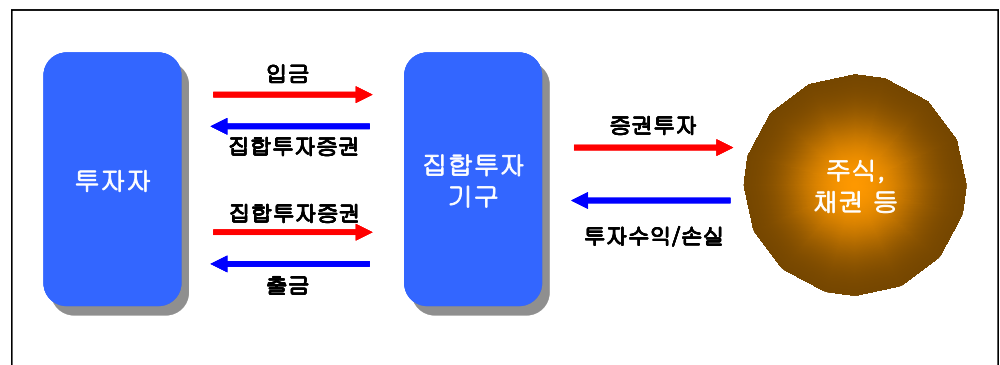 투자자
입금
집합투자증권
집합투자증권
출금
집합투자
기구
증권투자
투자수익/손실
주식,
채권 등